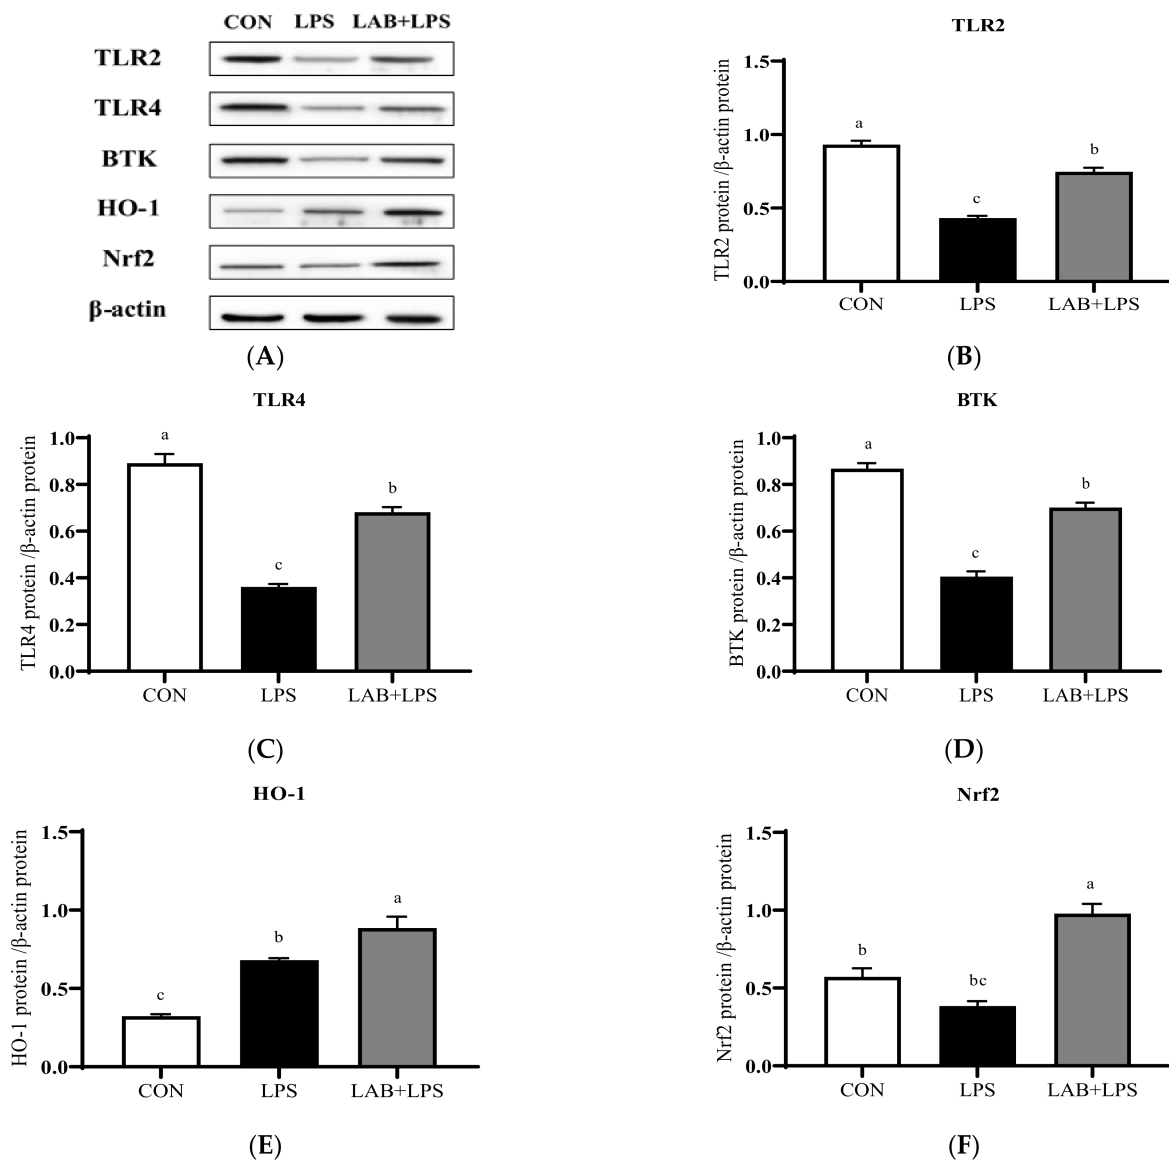 CON LPS LAB+LPS
TLR2
TLR4
BTK
HO-1
Nrf2
β-actin
(A)
TLR2
TLR2 protein /β-actin protein
1.5
1.0
0.5
0.0
a
c
b
CON LPS LAB+LPS
(B)
TLR4
TLR4 protein /β-actin protein
1.0
0.8
0.6
0.4
0.2
0.0
a
c
b
CON LPS LAB+LPS
(C)
BTK
BTK protein /β-actin protein
1.0
0.8
0.6
0.4
0.2
0.0
a
c
b
CON LPS LAB+LPS
(D)
HO-1
HO-1 protein /β-actin protein
1.5
1.0
0.5
0.0
c
b
a
CON LPS LAB+LPS
(E)
Nrf2
Nrf2 protein /β-actin protein
1.5
1.0
0.5
0.0
b
bc
a
CON LPS LAB+LPS
(F)